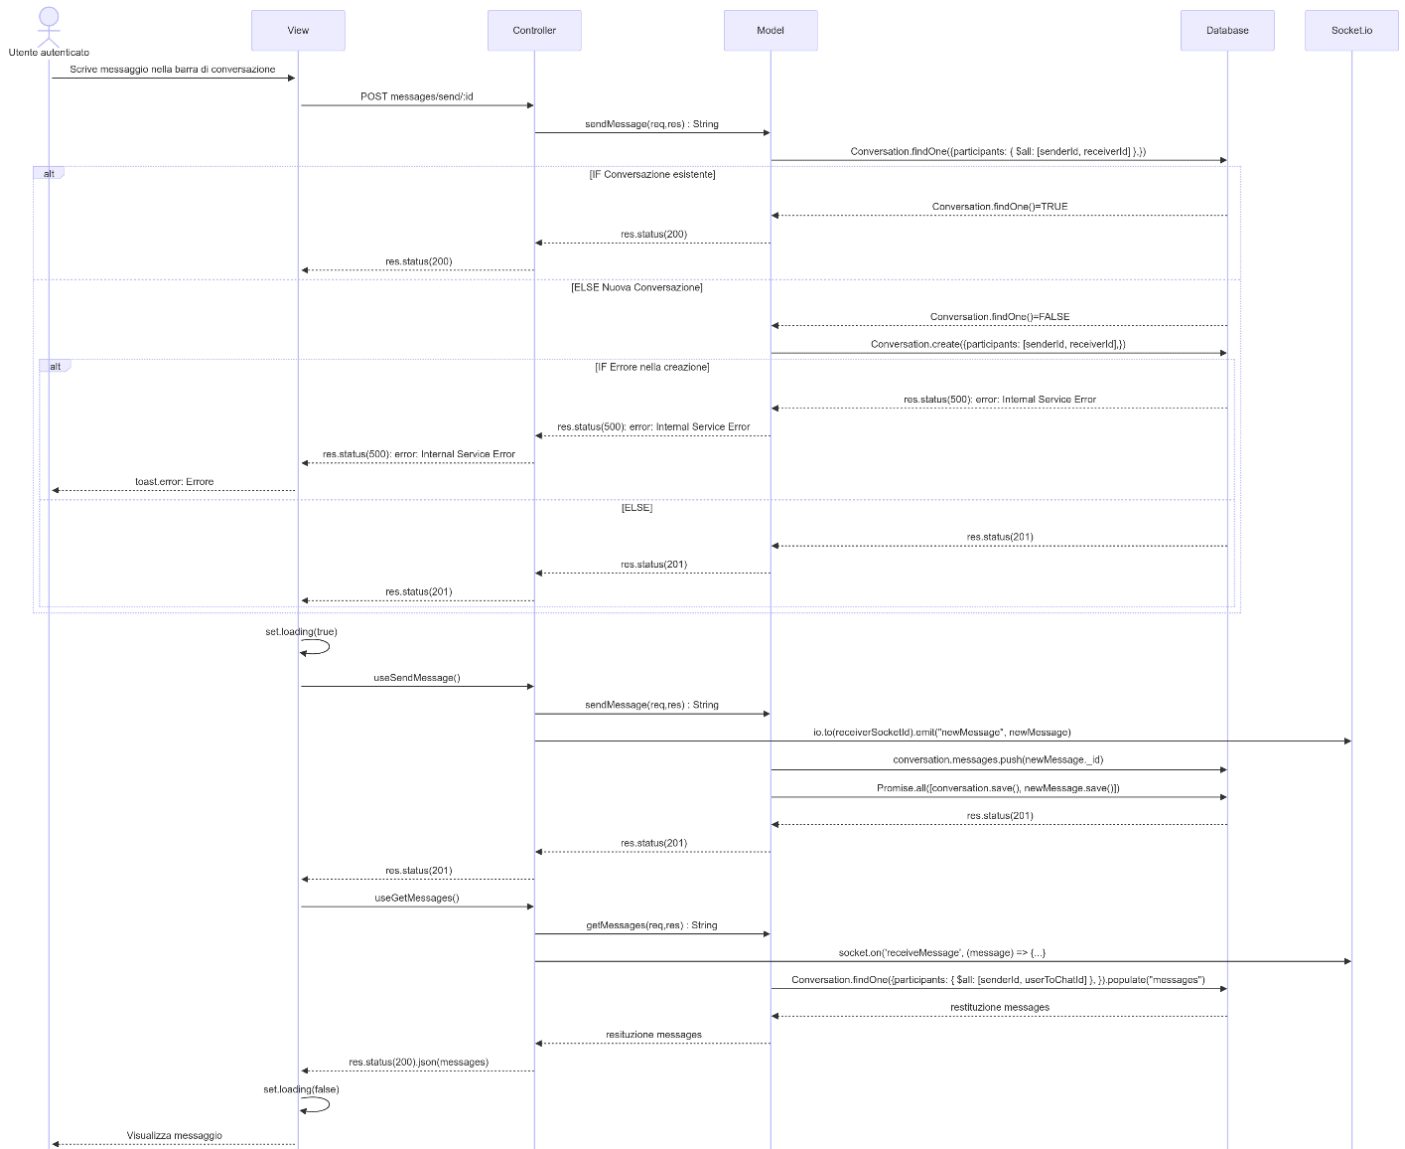 Utente autenticato
View
Controller
Model
Database
Socket.io
Scrive messaggio nella barra di conversazione
POST messages/send/:id
sendMessage(req,res) : String
Conversation.findOne({participants: { $all: [senderId, receiverId] },})
alt
[IF Conversazione esistente]
Conversation.findOne()=TRUE
res.status(200)
res.status(200)
[ELSE Nuova Conversazione]
Conversation.findOne()=FALSE
Conversation.create({participants: [senderId, receiverId],})
alt
[IF Errore nella creazione]
res.status(500): error: Internal Service Error
res.status(500): error: Internal Service Error
res.status(500): error: Internal Service Error
toast.error: Errore
[ELSE]
res.status(201)
res.status(201)
res.status(201)
set.loading(true)
useSendMessage()
sendMessage(req,res) : String
io.to(receiverSocketId).emit("newMessage", newMessage)
conversation.messages.push(newMessage._id)
Promise.all([conversation.save(), newMessage.save()])
res.status(201)
res.status(201)
res.status(201)
useGetMessages()
getMessages(req,res) : String
socket.on('receiveMessage', (message) => {...}
Conversation.findOne({participants: { $all: [senderId, userToChatId] }, }).populate("messages")
restituzione messages
resituzione messages
res.status(200).json(messages)
set.loading(false)
Visualizza messaggio